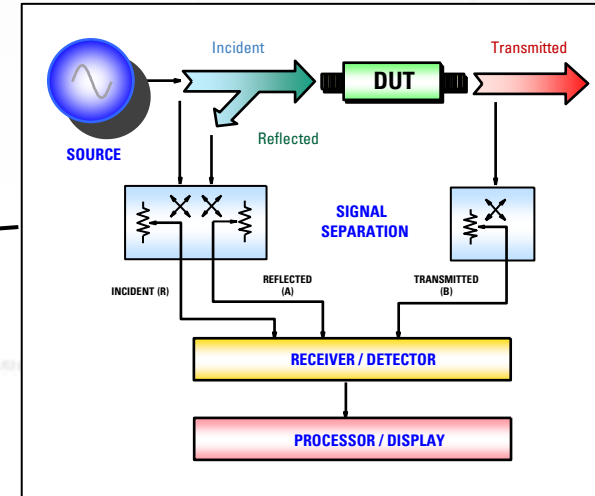 Incident
Transmitted
DUT
Reflected
SOURCE
SIGNAL
SEPARATION
INCIDENT (R)
REFLECTED
(A)
TRANSMITTED
(B)
RECEIVER / DETECTOR
PROCESSOR / DISPLAY